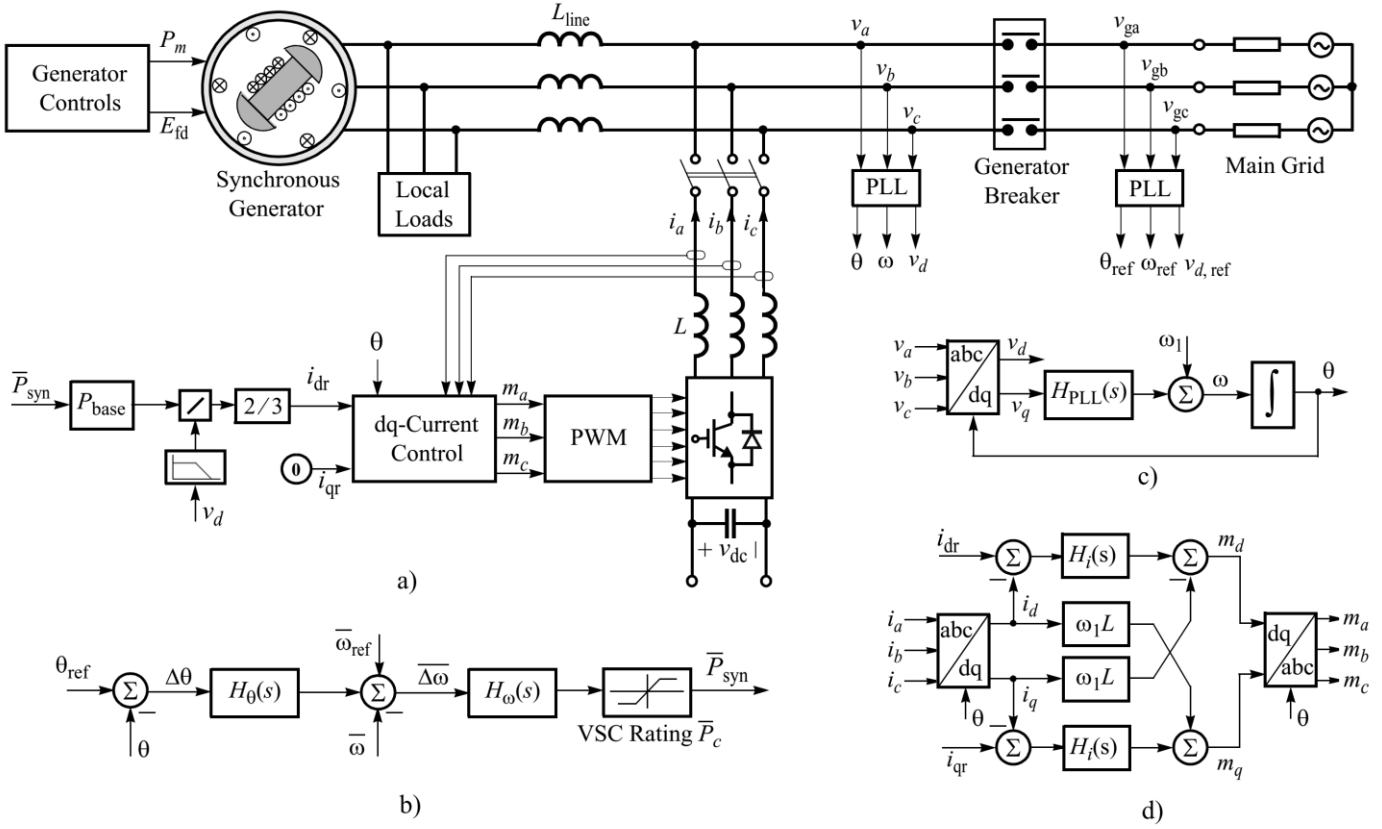 Generator
Controls
P_m
E_fd
Synchronous
Generator
Local
Loads
L_line
v_a
v_b
v_c
PLL
θ ω v_d
Generator
Breaker
v_ga
v_gb
v_gc
PLL
θ_ref ω_ref v_d, ref
Main Grid
i_a i_b i_c
L
P̅_syn
P_base
v_d
2/3
i_dr
0
i_qr
θ
dq-Current
Control
m_a
m_b
m_c
PWM
+ v_dc |
a)
θ_ref
Σ
−
θ
Δθ
H_θ(s)
ω̅_ref
Σ
−
ω̅
Δ̅ω̅
H_ω(s)
P̅_syn
VSC Rating P̅_c
b)
v_a
v_b
v_c
abc
dq
v_d
v_q
H_PLL(s)
ω_1
Σ
ω
∫
θ
c)
i_dr
Σ
−
H_i(s)
Σ
−
m_d
i_a
i_b
i_c
abc
dq
θ
i_d
ω_1L
ω_1L
i_q
dq
abc
θ
m_a
m_b
m_c
i_qr
−
Σ
H_i(s)
Σ
m_q
d)